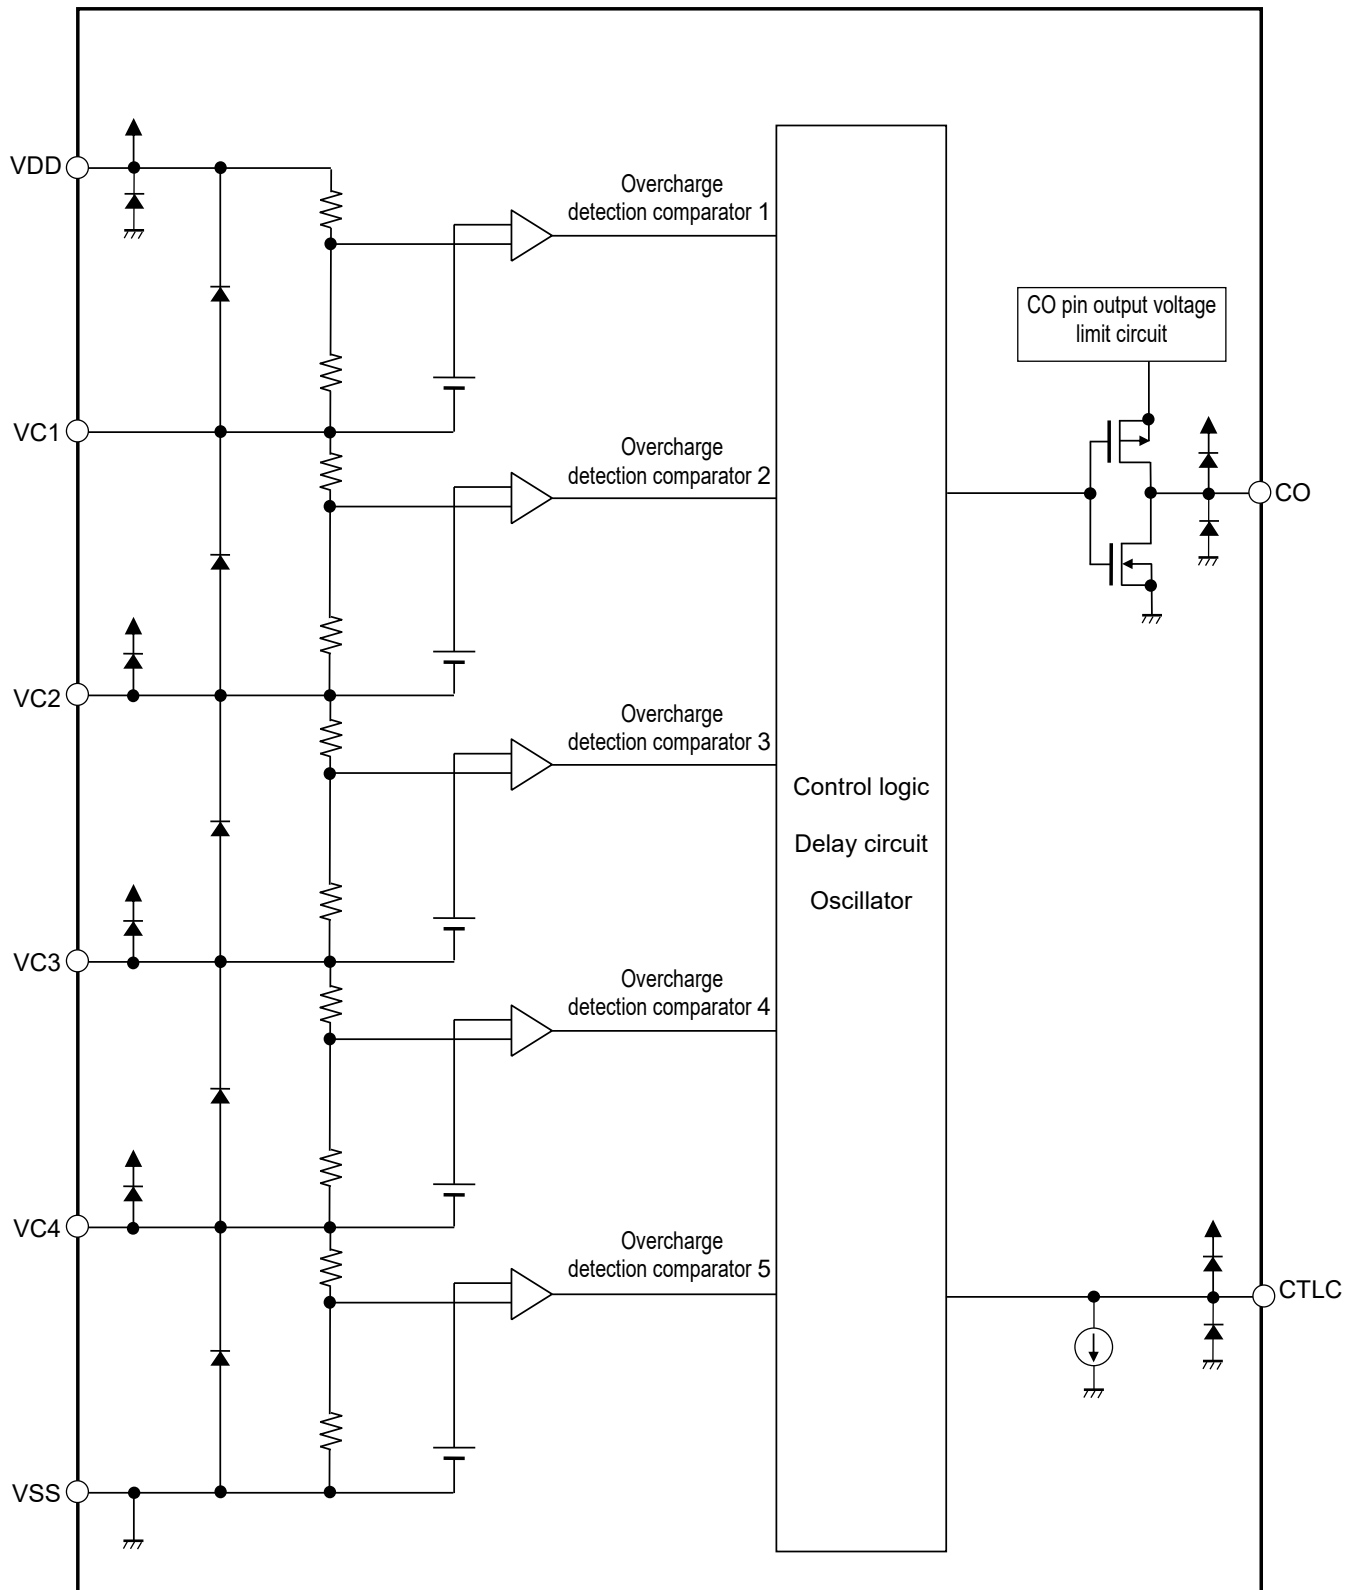 VDD
Overcharge
detection comparator 1
CO pin output voltage
limit circuit
VC1
Overcharge
detection comparator 2
CO
VC2
Overcharge
detection comparator 3
Control logic
Delay circuit
Oscillator
VC3
Overcharge
detection comparator 4
VC4
Overcharge
detection comparator 5
CTLC
VSS